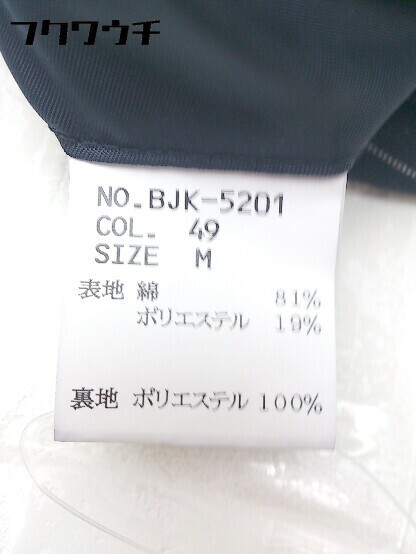 フクワウチ
NO.BJK-5201
COL. 49
SIZE M
表地 綿 81%
ポリエステル 19%
裏地 ポリエステル 100%